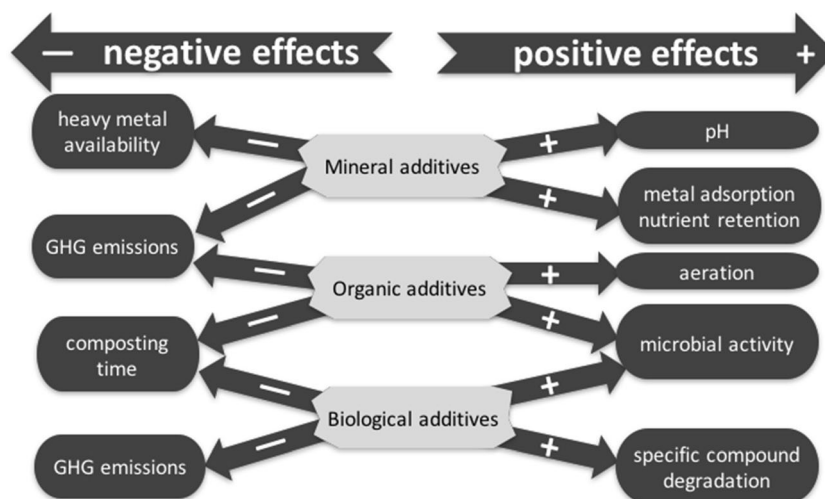 − negative effects
positive effects +
heavy metal
availability
−
Mineral additives
+
pH
−
+
metal adsorption
nutrient retention
GHG emissions
−
Organic additives
+
aeration
−
+
composting
time
microbial activity
−
Biological additives
+
GHG emissions
−
+
specific compound
degradation